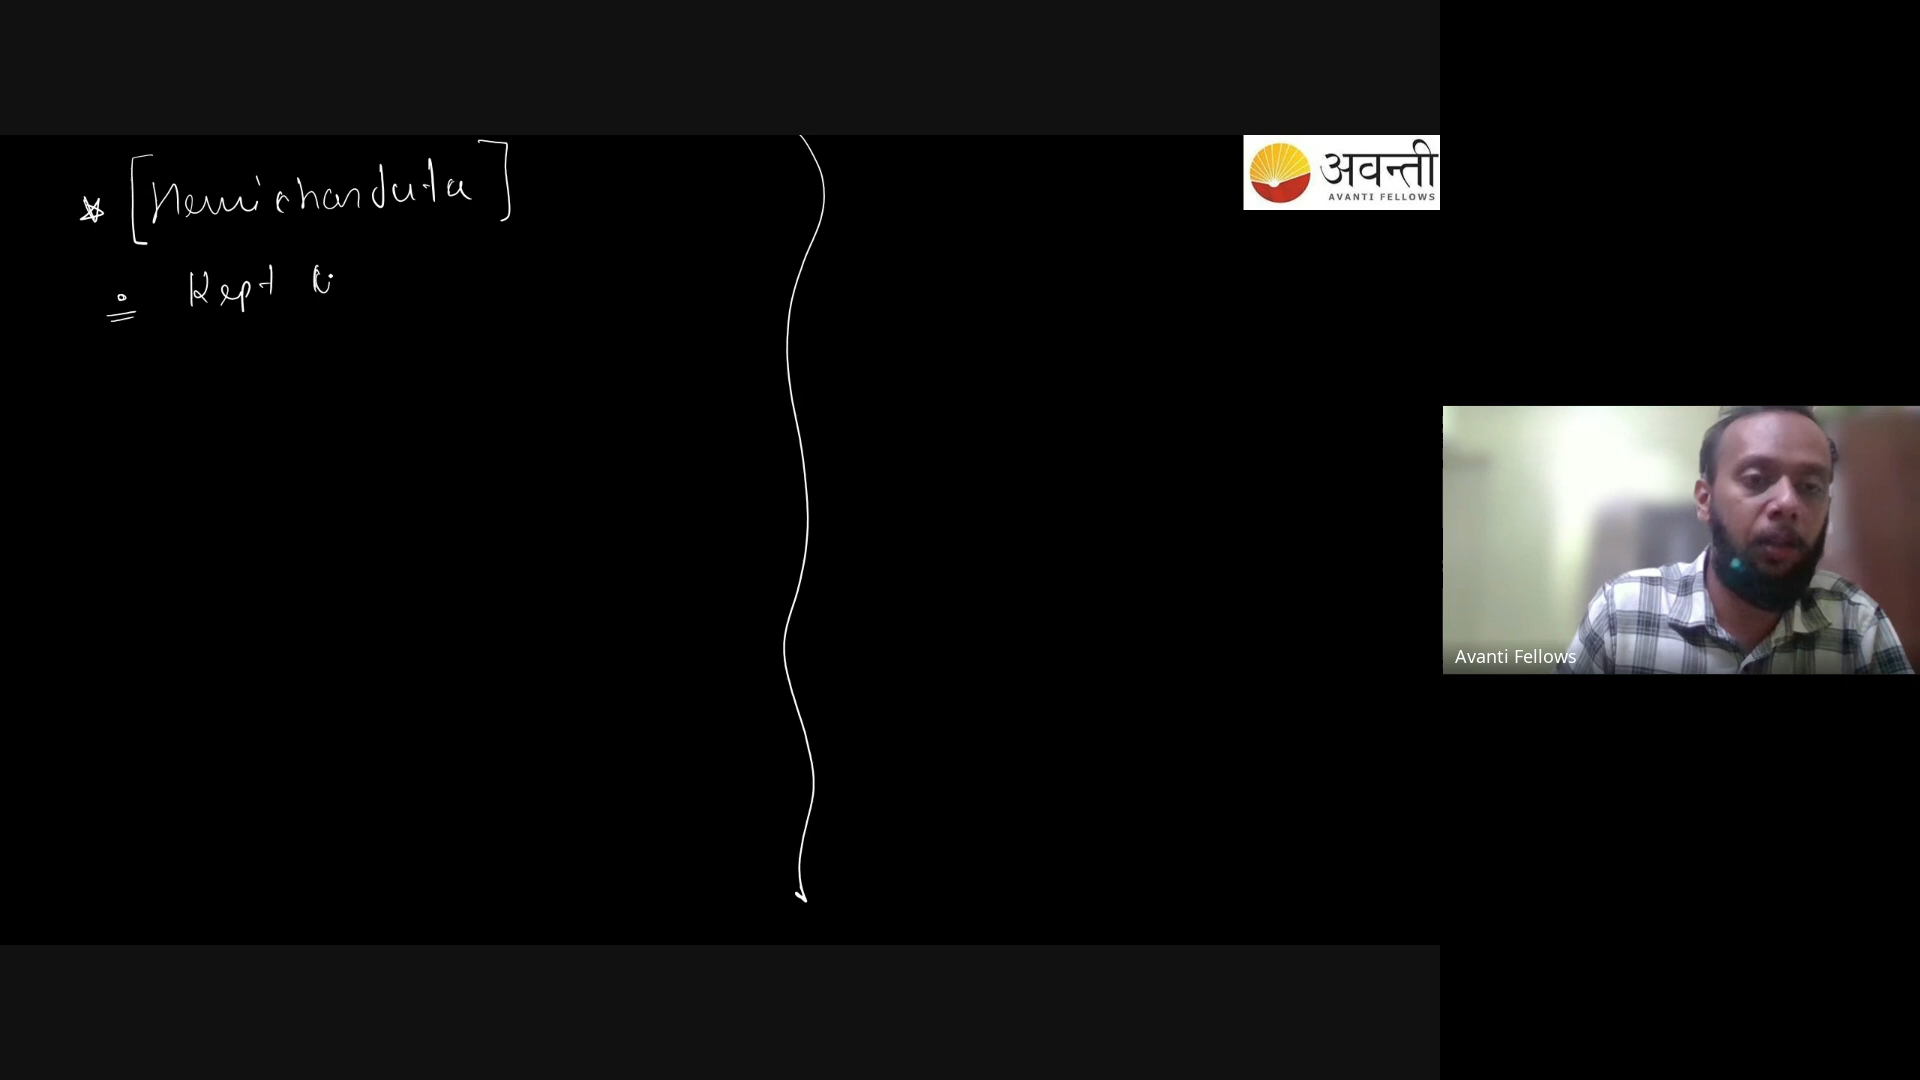 [Hemichordata]
Kept
अवन्ती
AVANTI FELLOWS
Avanti Fellows